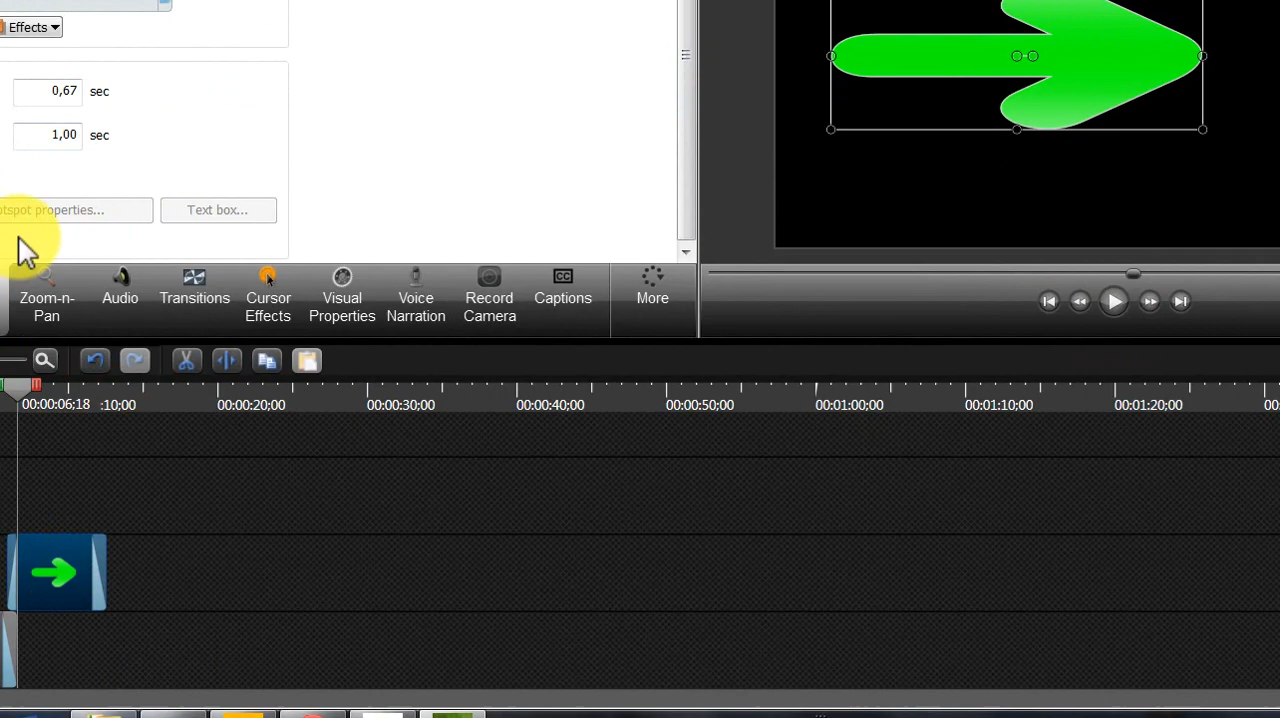 Effects
0,67 sec
1,00 sec
otspot properties...
Text box...
Zoom-n-
Pan
Audio
Transitions
Cursor
Effects
Visual
Properties
Voice
Narration
Record
Camera
CC
Captions
More
00:00:06;18 :10;00 00:00:20;00 00:00:30;00 00:00:40;00 00:00:50;00 00:01:00;00 00:01:10;00 00:01:20;00 00